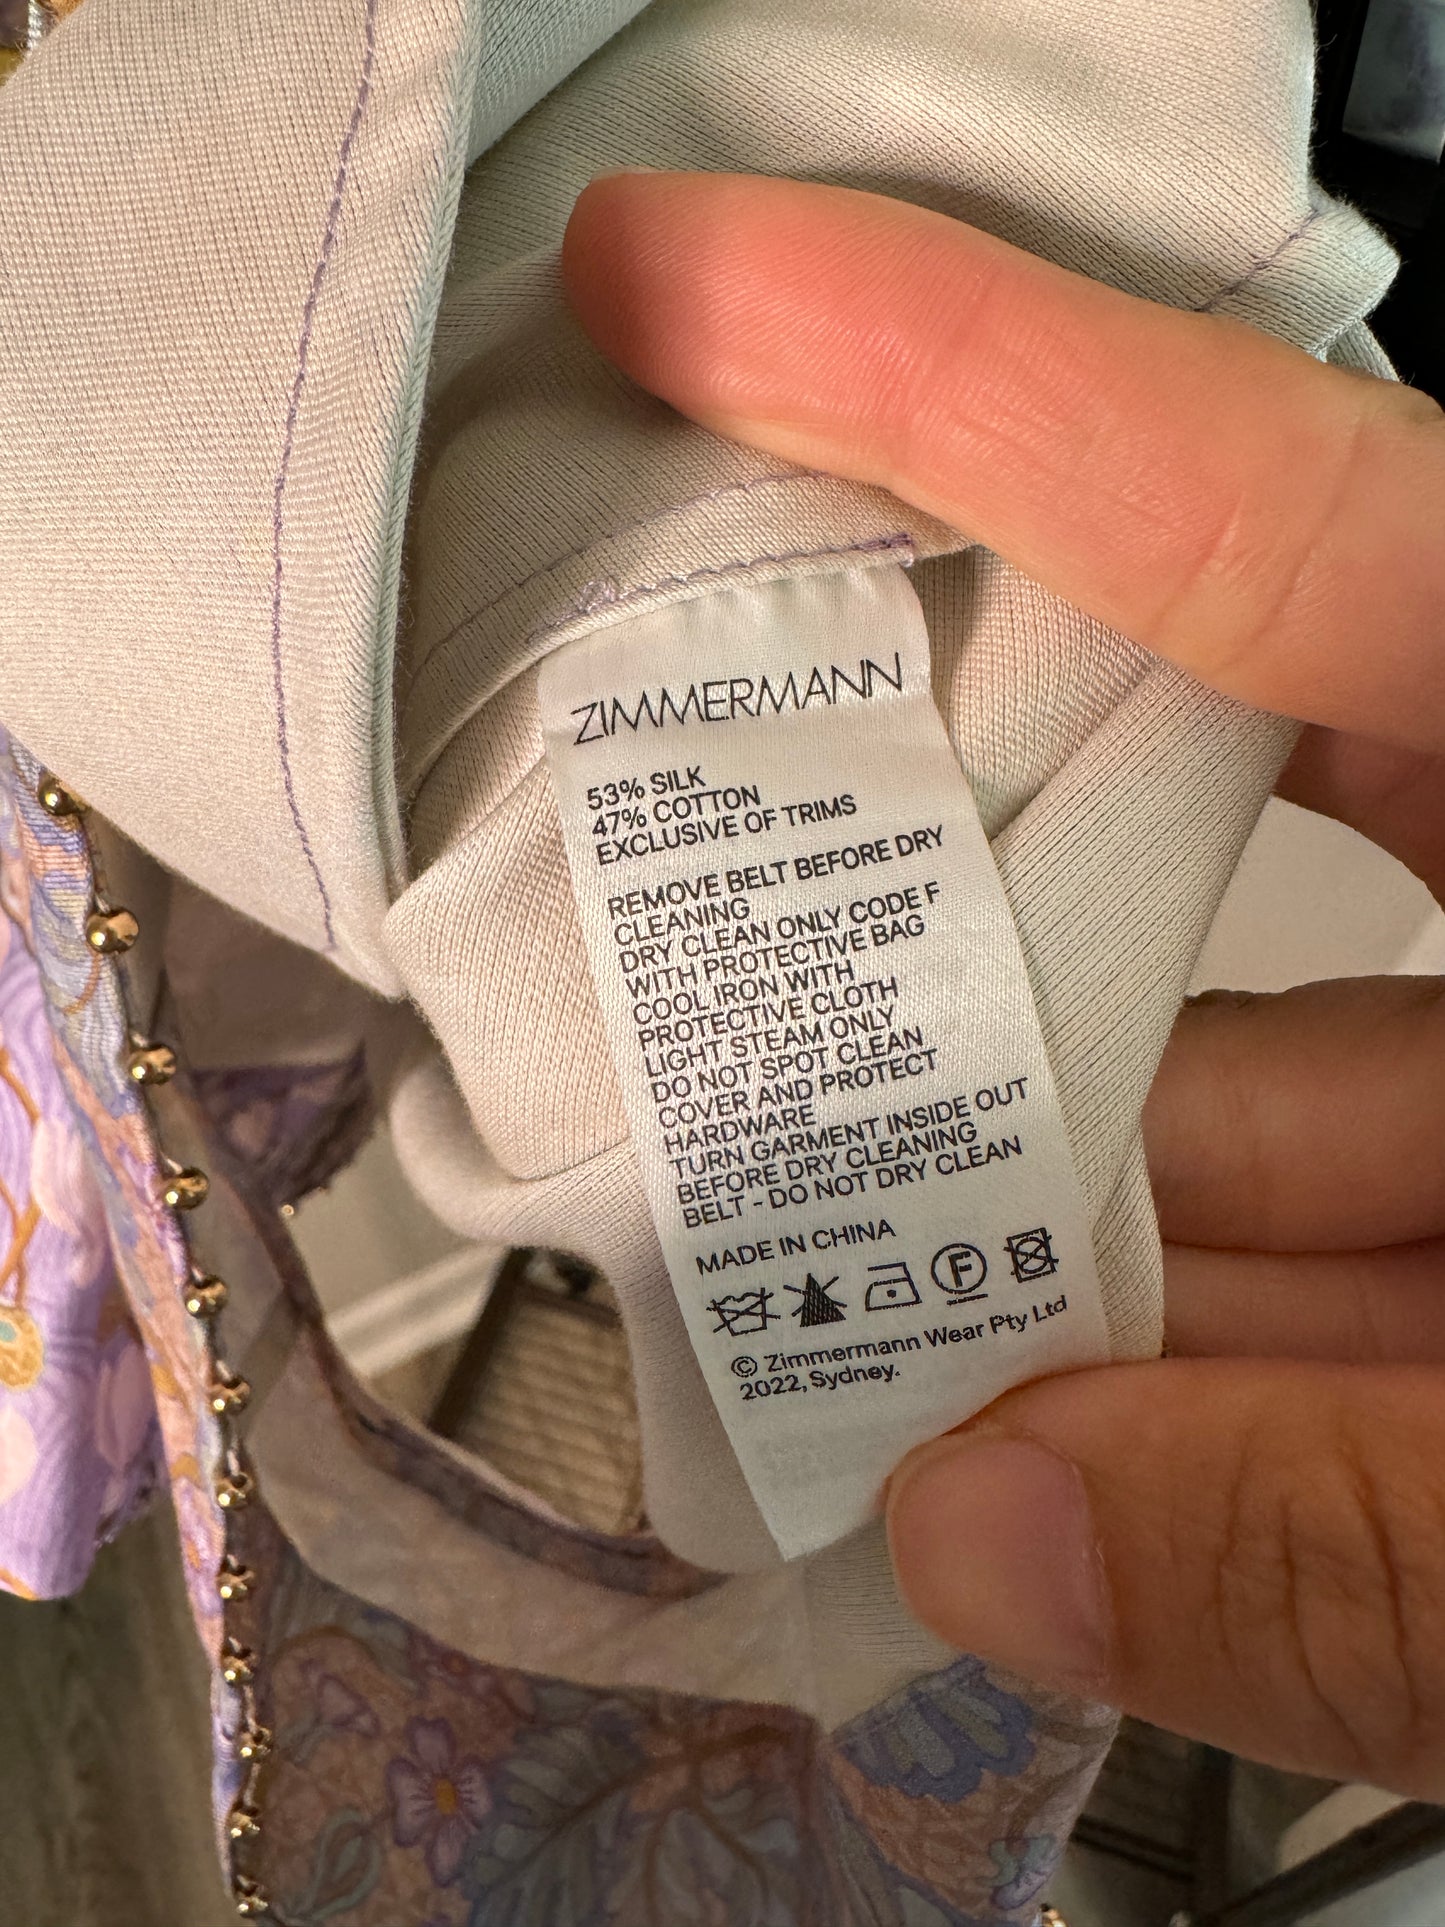 ZIMMERMANN
53% SILK
47% COTTON
EXCLUSIVE OF TRIMS
REMOVE BELT BEFORE DRY
CLEANING
DRY CLEAN ONLY CODE F
WITH PROTECTIVE BAG
COOL IRON WITH
PROTECTIVE CLOTH
LIGHT STEAM ONLY
DO NOT SPOT CLEAN
COVER AND PROTECT
HARDWARE
TURN GARMENT INSIDE OUT
BEFORE DRY CLEANING
BELT - DO NOT DRY CLEAN
MADE IN CHINA
F
© Zimmermann Wear Pty Ltd
2022, Sydney.